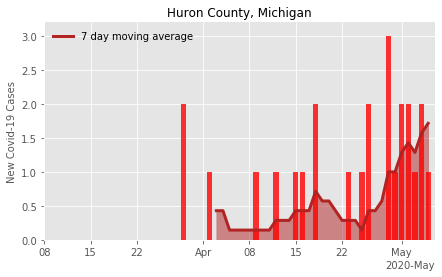 Huron County, Michigan
7 day moving average
New Covid-19 Cases
3.0
2.5
2.0
1.5
1.0
0.5
0.0
08 15 22 Apr 08 15 22 May
2020-May